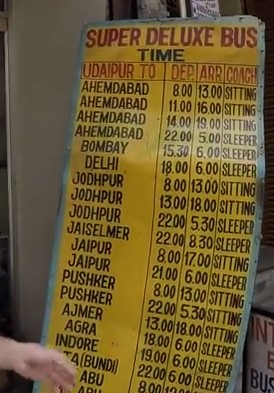 SUPER DELUXE BUS
TIME
UDAIPUR TO DEP. ARR. COACH
AHEMDABAD 8.00 13.00 SITTING
AHEMDABAD 11.00 16.00 SITTING
AHEMDABAD 14.00 19.00 SITTING
AHEMDABAD 22.00 5.00 SLEEPER
BOMBAY 15.30 6.00 SLEEPER
DELHI 18.00 6.00 SLEEPER
JODHPUR 8.00 13.00 SITTING
JODHPUR 13.00 18.00 SITTING
JODHPUR 22.00 5.30 SLEEPER
JAISELMER 22.00 8.30 SLEEPER
JAIPUR 8.00 17.00 SITTING
JAIPUR 21.00 6.00 SLEEPER
PUSHKER 8.00 13.00 SITTING
PUSHKER 22.00 5.30 SITTING
AJMER 13.00 18.00 SLEEPER
AGRA 18.00 6.00 SLEEPER
INDORE 19.00 6.00 SLEEPER
TA(BUNDI) 22.00 6.00 SLEEPER
ABU 8.00
ABU
BUS